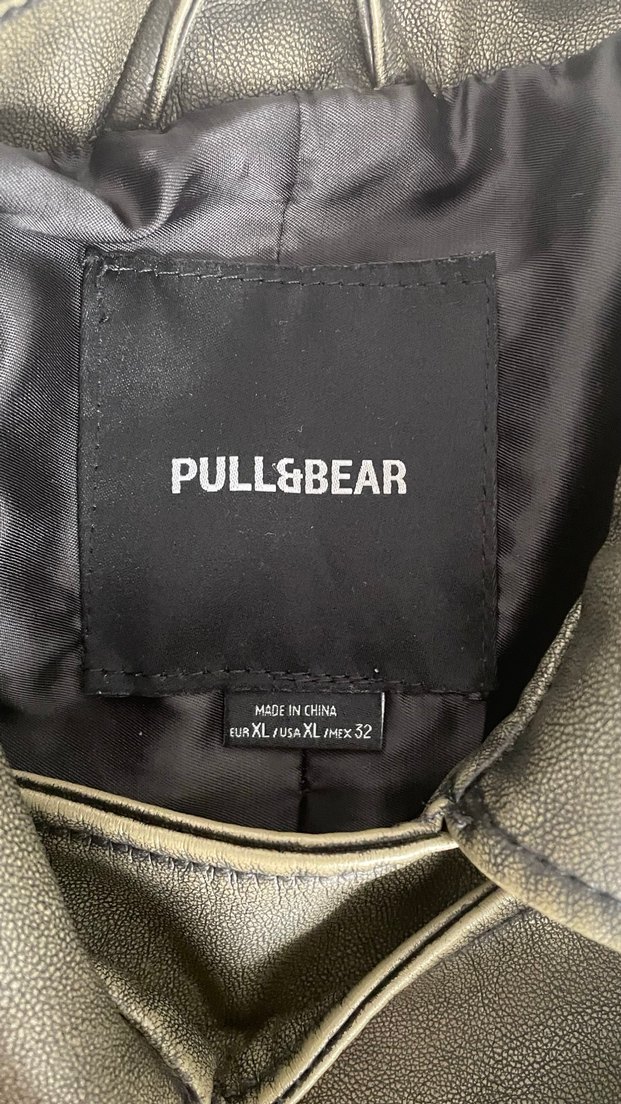 PULL&BEAR
MADE IN CHINA
EUR XL / USA XL / MEX 32